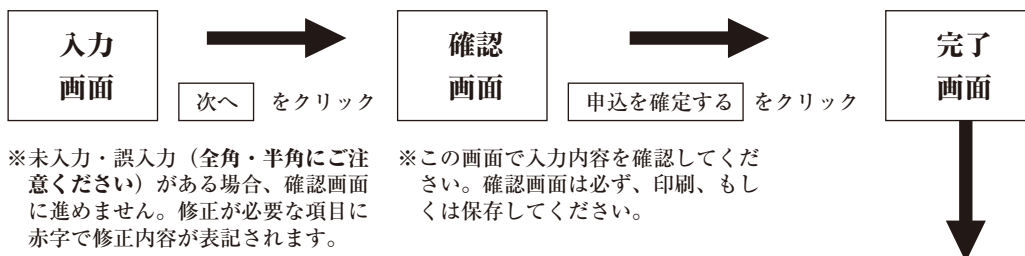 入力
画面
次へ をクリック
確認
画面
申込を確定する をクリック
完了
画面
※未入力・誤入力（全角・半角にご注
意ください）がある場合、確認画面
に進めません。修正が必要な項目に
赤字で修正内容が表記されます。
※この画面で入力内容を確認してくだ
さい。確認画面は必ず、印刷、もし
くは保存してください。